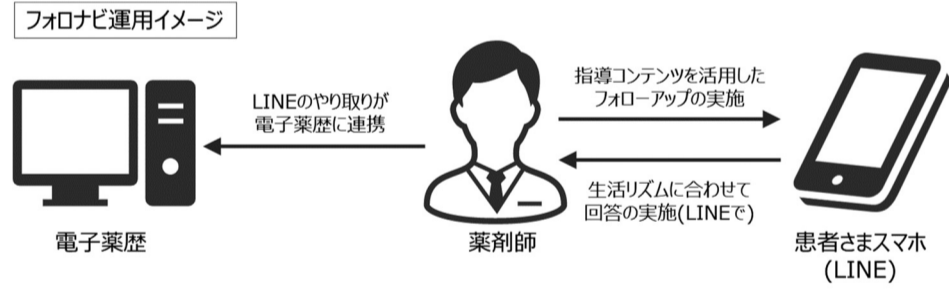 フォロナビ運用イメージ
LINEのやり取りが
電子薬歴に連携
指導コンテンツを活用した
フォローアップの実施
生活リズムに合わせて
回答の実施(LINEで)
電子薬歴
薬剤師
患者さまスマホ
(LINE)